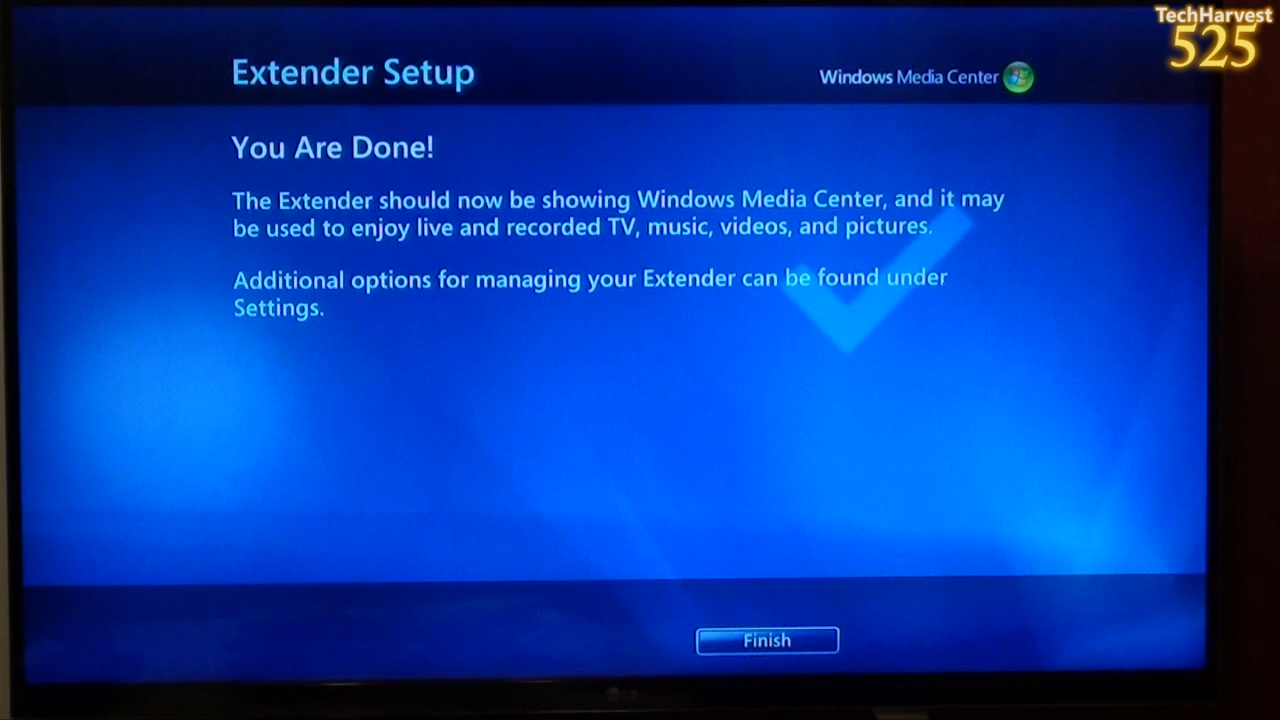 TechHarvest
525
Extender Setup
Windows Media Center
You Are Done!
The Extender should now be showing Windows Media Center, and it may
be used to enjoy live and recorded TV, music, videos, and pictures.
Additional options for managing your Extender can be found under
Settings.
Finish
LG